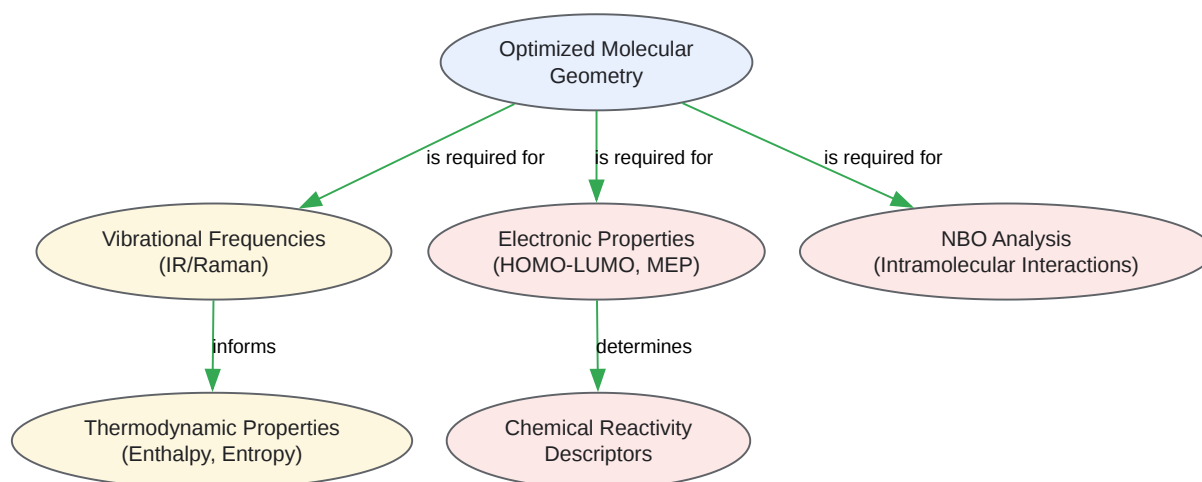 Optimized Molecular
Geometry
is required for
is required for
is required for
Vibrational Frequencies
(IR/Raman)
Electronic Properties
(HOMO-LUMO, MEP)
NBO Analysis
(Intramolecular Interactions)
informs
determines
Thermodynamic Properties
(Enthalpy, Entropy)
Chemical Reactivity
Descriptors